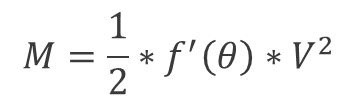 M = 1/2 * f′(θ) * V²